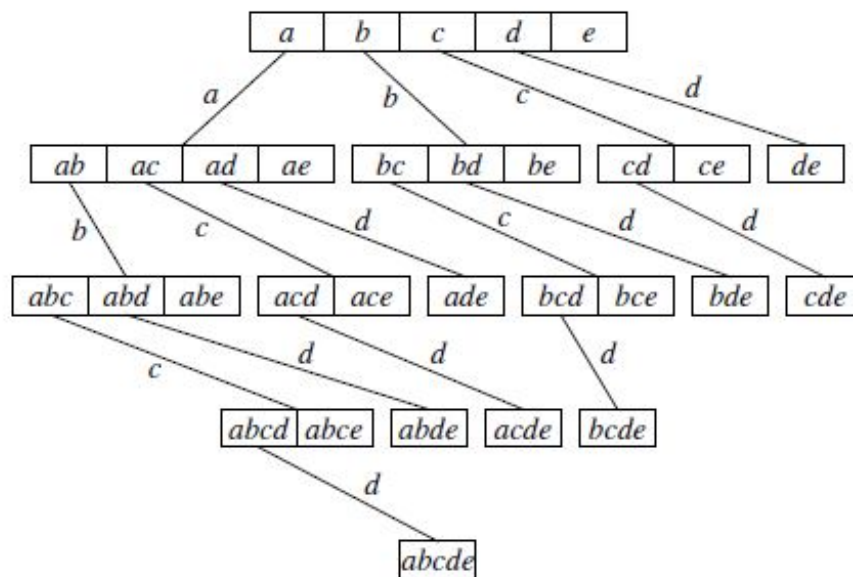 a b c d e
a b c d
ab ac ad ae bc bd be cd ce de
b c d c d d
abc abd abe acd ace ade bcd bce bde cde
c d d d
abcd abce abde acde bcde
d
abcde